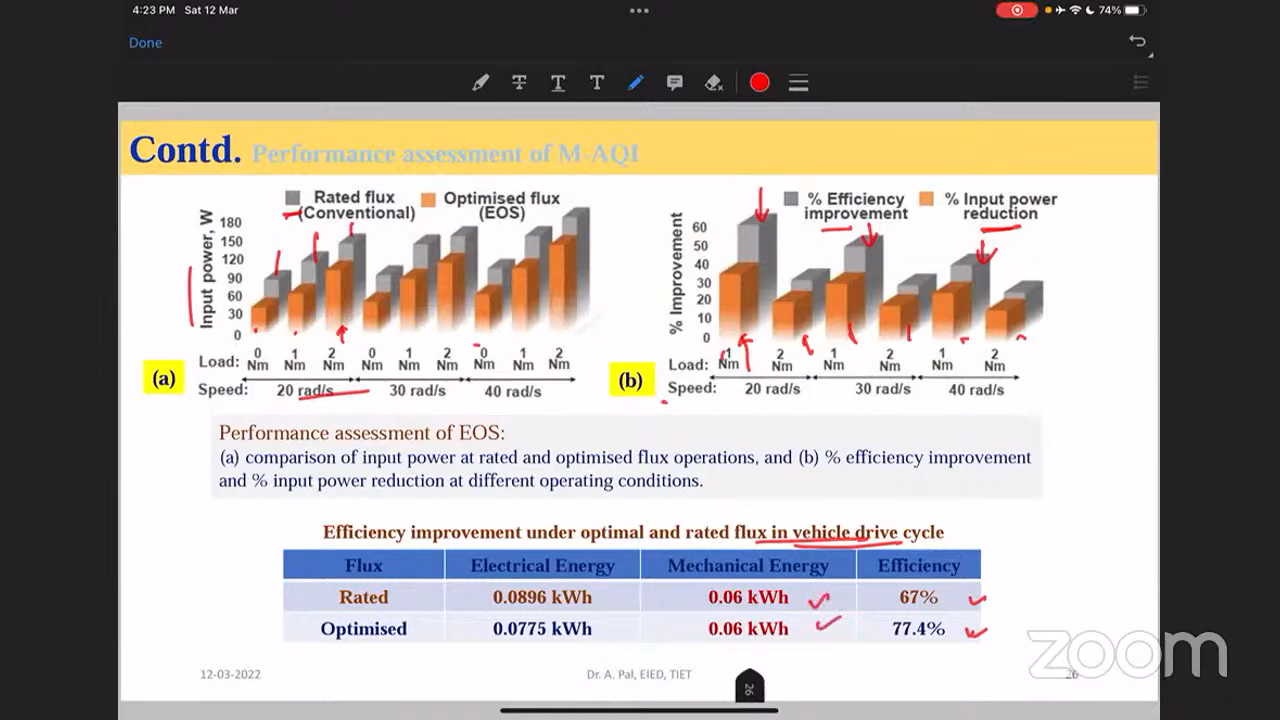 4:23 PM Sat 12 Mar
74%
Done
Contd. Performance assessment of M-AQI
Rated flux
(Conventional)
Optimised flux
(EOS)
Input power, W
180
150
120
90
60
30
0
Load: 0 Nm 1 Nm 2 Nm 0 Nm 1 Nm 2 Nm 0 Nm 1 Nm 2 Nm
Speed: 20 rad/s 30 rad/s 40 rad/s
(a)
% Efficiency
improvement
% Input power
reduction
% Improvement
60
50
40
30
20
10
0
Load: 1 Nm 2 Nm 1 Nm 2 Nm 1 Nm 2 Nm
Speed: 20 rad/s 30 rad/s 40 rad/s
(b)
Performance assessment of EOS:
(a) comparison of input power at rated and optimised flux operations, and (b) % efficiency improvement
and % input power reduction at different operating conditions.
Efficiency improvement under optimal and rated flux in vehicle drive cycle
Flux Electrical Energy Mechanical Energy Efficiency
Rated 0.0896 kWh 0.06 kWh 67%
Optimised 0.0775 kWh 0.06 kWh 77.4%
12-03-2022 Dr. A. Pal, EIED, TIET 26
26
zoom